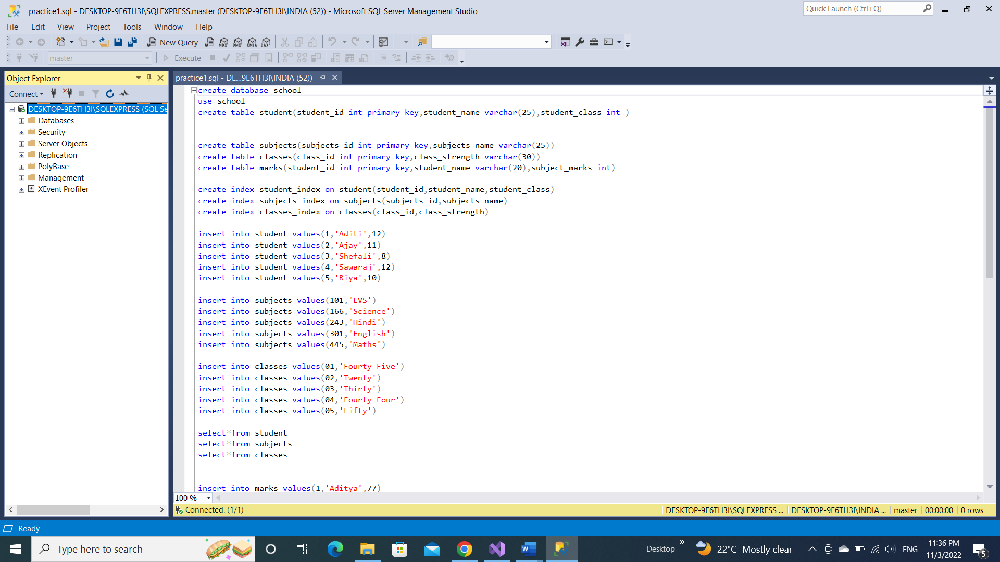 practice1.sql - DESKTOP-9E6TH3I\SQLEXPRESS.master (DESKTOP-9E6TH3I\INDIA (52)) - Microsoft SQL Server Management Studio
Quick Launch (Ctrl+Q)
File Edit View Project Tools Window Help
New Query MDX DMX XMLA DAX
master Execute
Object Explorer
practice1.sql - DE...9E6TH3I\INDIA (52))
Connect
DESKTOP-9E6TH3I\SQLEXPRESS (SQL Se
Databases
Security
Server Objects
Replication
PolyBase
Management
XEvent Profiler
create database school
use school
create table student(student_id int primary key,student_name varchar(25),student_class int )
create table subjects(subjects_id int primary key,subjects_name varchar(25))
create table classes(class_id int primary key,class_strength varchar(30))
create table marks(student_id int primary key,student_name varchar(20),subject_marks int)
create index student_index on student(student_id,student_name,student_class)
create index subjects_index on subjects(subjects_id,subjects_name)
create index classes_index on classes(class_id,class_strength)
insert into student values(1,'Aditi',12)
insert into student values(2,'Ajay',11)
insert into student values(3,'Shefali',8)
insert into student values(4,'Sawaraj',12)
insert into student values(5,'Riya',10)
insert into subjects values(101,'EVS')
insert into subjects values(166,'Science')
insert into subjects values(243,'Hindi')
insert into subjects values(301,'English')
insert into subjects values(445,'Maths')
insert into classes values(01,'Fourty Five')
insert into classes values(02,'Twenty')
insert into classes values(03,'Thirty')
insert into classes values(04,'Fourty Four')
insert into classes values(05,'Fifty')
select*from student
select*from subjects
select*from classes
insert into marks values(1,'Aditya',77)
100 %
Connected. (1/1) DESKTOP-9E6TH3I\SQLEXPRESS ... DESKTOP-9E6TH3I\INDIA ... master 00:00:00 0 rows
Ready
Type here to search
Desktop 22°C Mostly clear ENG
11:36 PM
11/3/2022
5